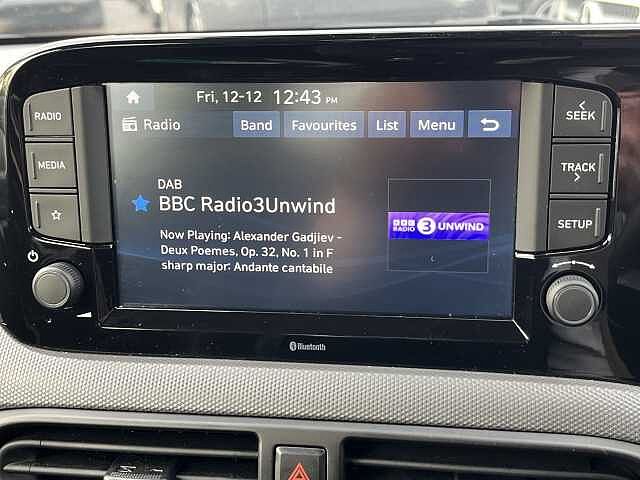 Fri, 12-12 12:43 PM
Radio Band Favourites List Menu
RADIO
MEDIA
DAB
BBC Radio3Unwind
Now Playing: Alexander Gadjiev -
Deux Poemes, Op. 32, No. 1 in F
sharp major: Andante cantabile
BBC
RADIO 3 UNWIND
SEEK
TRACK
SETUP
Bluetooth